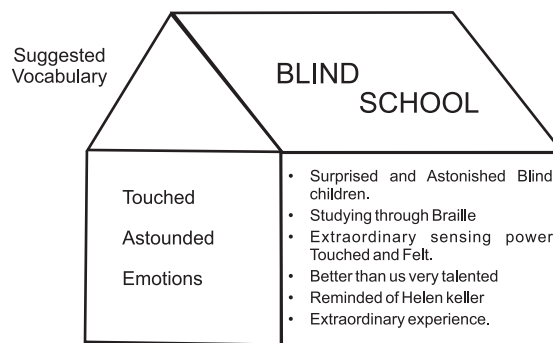 Suggested
Vocabulary
BLIND
SCHOOL
Touched
Astounded
Emotions
• Surprised and Astonished Blind
children.
• Studying through Braille
• Extraordinary sensing power
Touched and Felt.
• Better than us very talented
• Reminded of Helen keller
• Extraordinary experience.